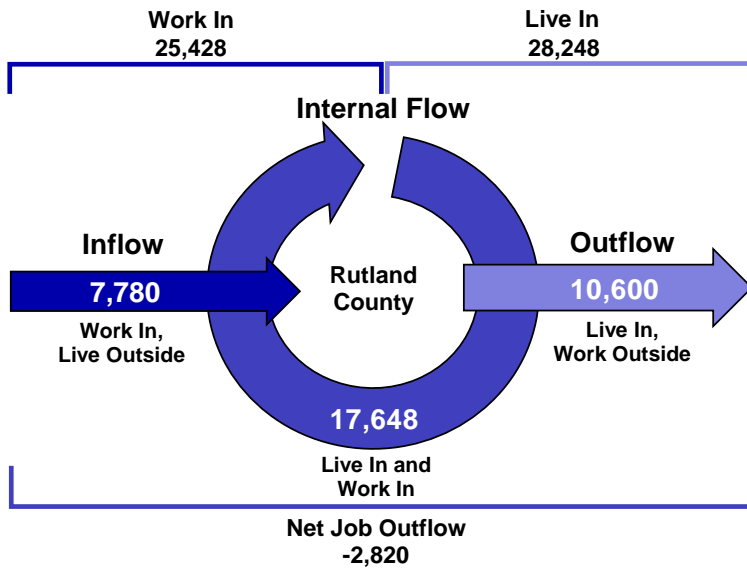 Work In
25,428
Live In
28,248
Internal Flow
Inflow
7,780
Work In,
Live Outside
Rutland
County
Outflow
10,600
Live In,
Work Outside
17,648
Live In and
Work In
Net Job Outflow
-2,820